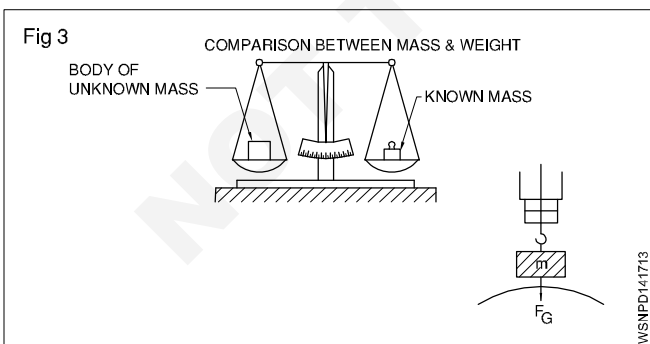 Fig 3
COMPARISON BETWEEN MASS & WEIGHT
BODY OF
UNKNOWN MASS
KNOWN MASS
m
FG
WSNPD141713